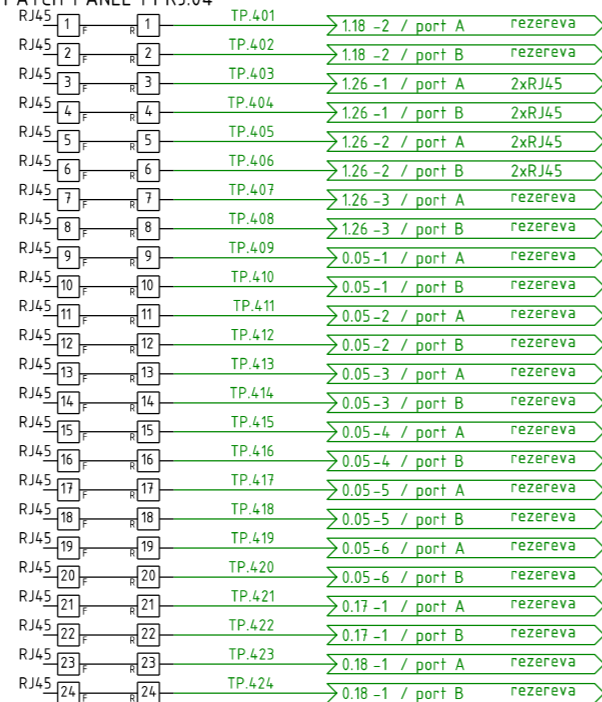 PATCH PANEL PPR3.04
RJ45 1 F R 1 TP.401 1.18 -2 / port A rezereva
RJ45 2 F R 2 TP.402 1.18 -2 / port B rezereva
RJ45 3 F R 3 TP.403 1.26 -1 / port A 2xRJ45
RJ45 4 F R 4 TP.404 1.26 -1 / port B 2xRJ45
RJ45 5 F R 5 TP.405 1.26 -2 / port A 2xRJ45
RJ45 6 F R 6 TP.406 1.26 -2 / port B 2xRJ45
RJ45 7 F R 7 TP.407 1.26 -3 / port A rezereva
RJ45 8 F R 8 TP.408 1.26 -3 / port B rezereva
RJ45 9 F R 9 TP.409 0.05 -1 / port A rezereva
RJ45 10 F R 10 TP.410 0.05 -1 / port B rezereva
RJ45 11 F R 11 TP.411 0.05 -2 / port A rezereva
RJ45 12 F R 12 TP.412 0.05 -2 / port B rezereva
RJ45 13 F R 13 TP.413 0.05 -3 / port A rezereva
RJ45 14 F R 14 TP.414 0.05 -3 / port B rezereva
RJ45 15 F R 15 TP.415 0.05 -4 / port A rezereva
RJ45 16 F R 16 TP.416 0.05 -4 / port B rezereva
RJ45 17 F R 17 TP.417 0.05 -5 / port A rezereva
RJ45 18 F R 18 TP.418 0.05 -5 / port B rezereva
RJ45 19 F R 19 TP.419 0.05 -6 / port A rezereva
RJ45 20 F R 20 TP.420 0.05 -6 / port B rezereva
RJ45 21 F R 21 TP.421 0.17 -1 / port A rezereva
RJ45 22 F R 22 TP.422 0.17 -1 / port B rezereva
RJ45 23 F R 23 TP.423 0.18 -1 / port A rezereva
RJ45 24 F R 24 TP.424 0.18 -1 / port B rezereva